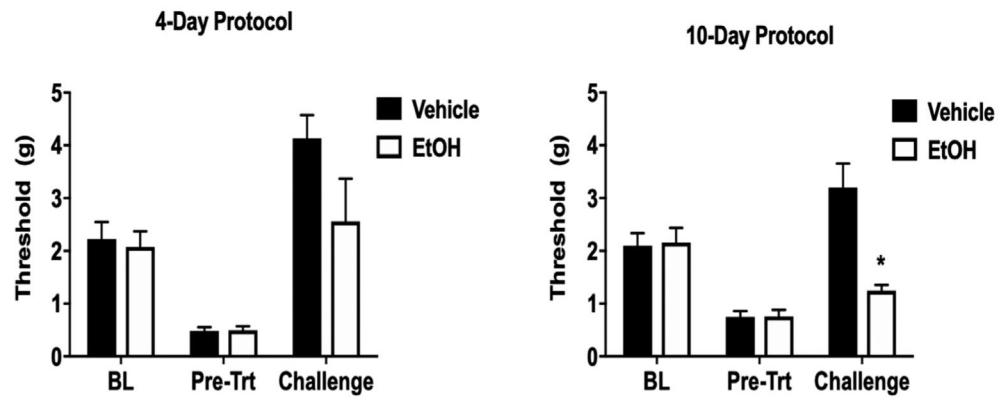 4-Day Protocol
5
4
3
2
1
0
Threshold (g)
BL
Pre-Trt
Challenge
Vehicle
EtOH
10-Day Protocol
5
4
3
2
1
0
Threshold (g)
*
BL
Pre-Trt
Challenge
Vehicle
EtOH